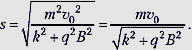 s = √(m²v₀² / (k² + q²B²)) = mv₀ / √(k² + q²B²).